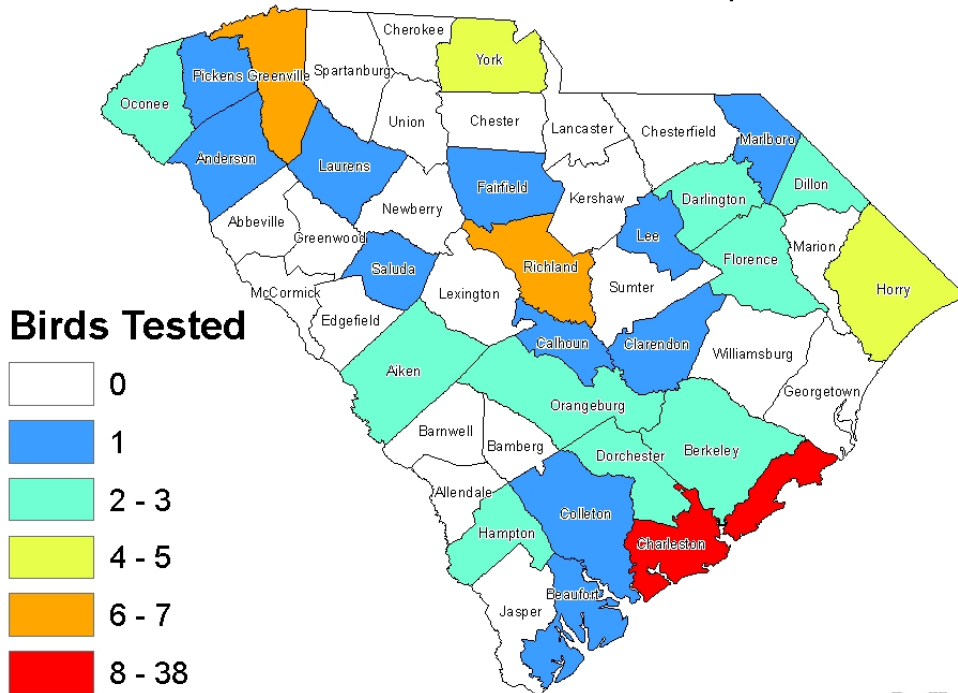 Cherokee
York
Spartanburg
Pickens
Greenville
Oconee
Union
Chester
Lancaster
Chesterfield
Marlboro
Anderson
Laurens
Fairfield
Kershaw
Darlington
Dillon
Abbeville
Newberry
Greenwood
Lee
Marion
Florence
Saluda
Richland
McCormick
Lexington
Sumter
Horry
Edgefield
Calhoun
Clarendon
Williamsburg
Aiken
Georgetown
Orangeburg
Barnwell
Bamberg
Dorchester
Berkeley
Allendale
Colleton
Hampton
Charleston
Beaufort
Jasper
Birds Tested
0
1
2 - 3
4 - 5
6 - 7
8 - 38